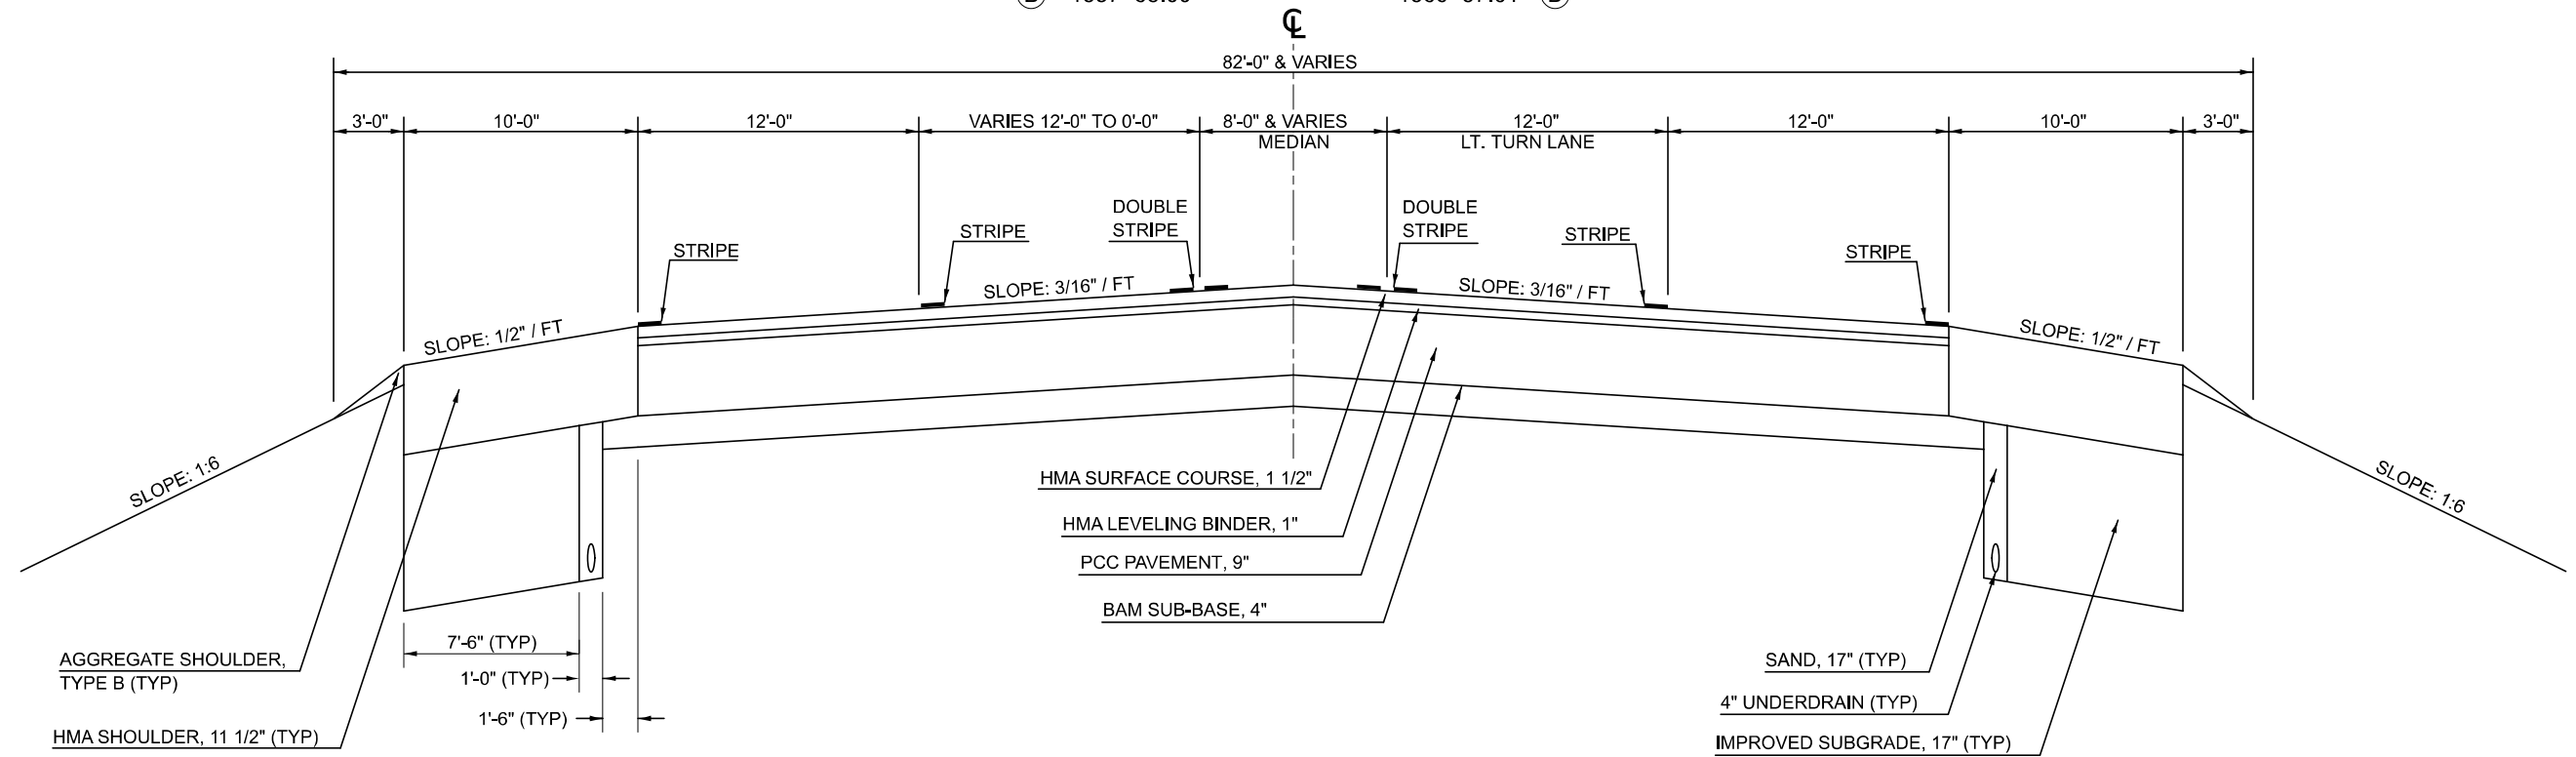 ℄
82'-0" & VARIES
3'-0"
10'-0"
12'-0"
VARIES 12'-0" TO 0'-0"
8'-0" & VARIES
MEDIAN
12'-0"
LT. TURN LANE
12'-0"
10'-0"
3'-0"
STRIPE
STRIPE
DOUBLE
STRIPE
DOUBLE
STRIPE
STRIPE
STRIPE
SLOPE: 1/2" / FT
SLOPE: 3/16" / FT
SLOPE: 3/16" / FT
SLOPE: 1/2" / FT
SLOPE: 1:6
SLOPE: 1:6
HMA SURFACE COURSE, 1 1/2"
HMA LEVELING BINDER, 1"
PCC PAVEMENT, 9"
BAM SUB-BASE, 4"
7'-6" (TYP)
1'-0" (TYP)
1'-6" (TYP)
AGGREGATE SHOULDER,
TYPE B (TYP)
HMA SHOULDER, 11 1/2" (TYP)
SAND, 17" (TYP)
4" UNDERDRAIN (TYP)
IMPROVED SUBGRADE, 17" (TYP)